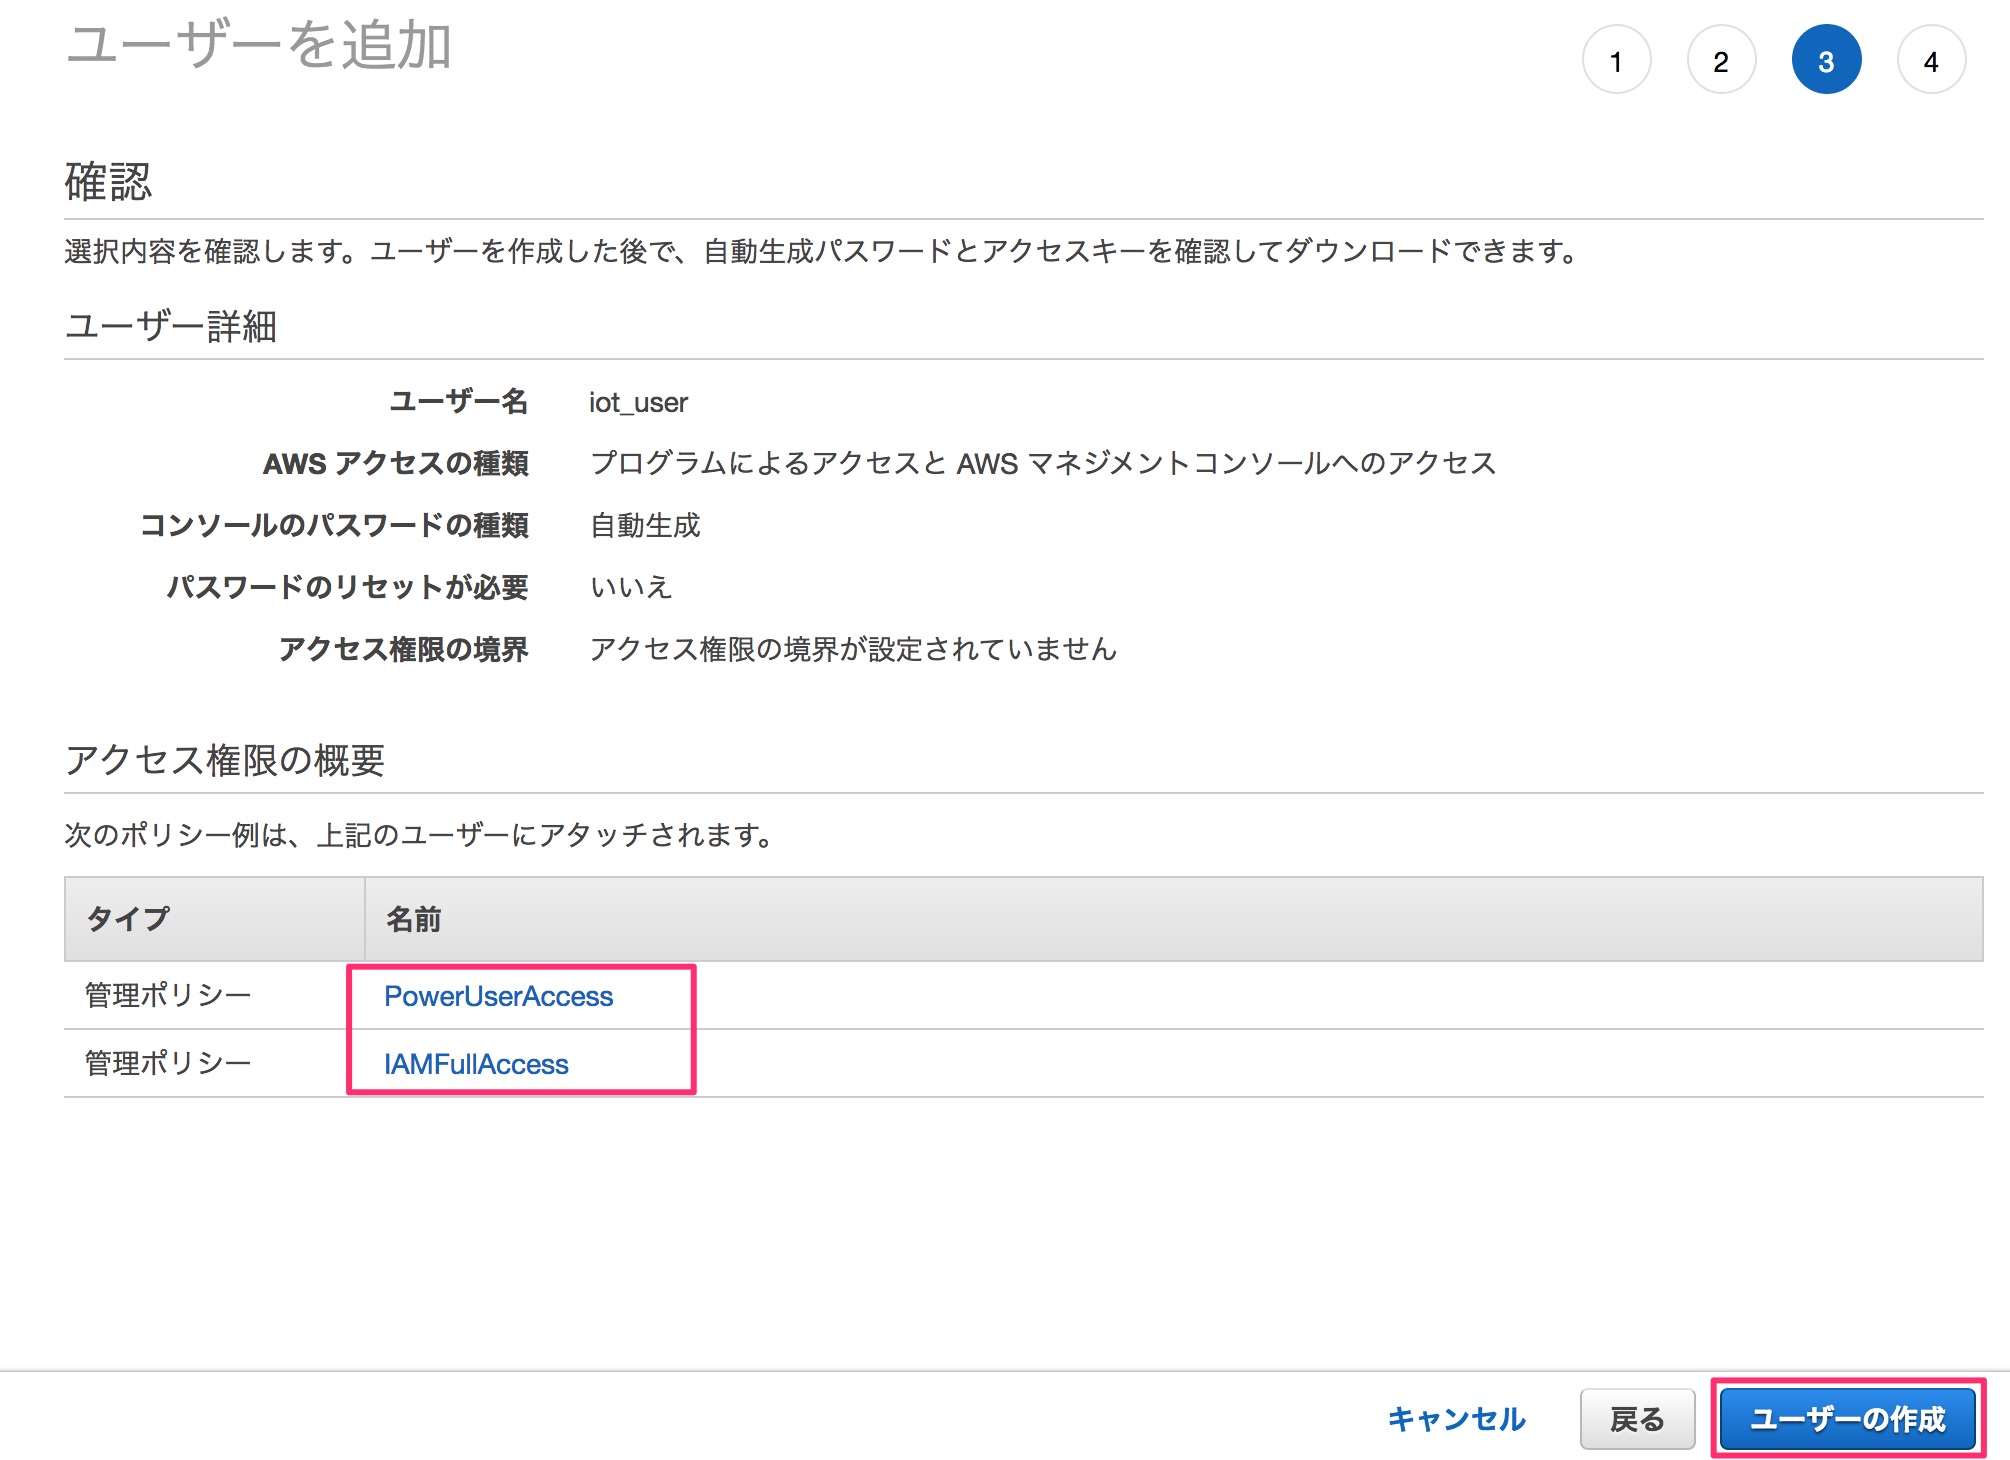 ユーザーを追加
1 2 3 4
確認
選択内容を確認します。ユーザーを作成した後で、自動生成パスワードとアクセスキーを確認してダウンロードできます。
ユーザー詳細
ユーザー名 iot_user
AWS アクセスの種類 プログラムによるアクセスと AWS マネジメントコンソールへのアクセス
コンソールのパスワードの種類 自動生成
パスワードのリセットが必要 いいえ
アクセス権限の境界 アクセス権限の境界が設定されていません
アクセス権限の概要
次のポリシー例は、上記のユーザーにアタッチされます。
タイプ 名前
管理ポリシー PowerUserAccess
管理ポリシー IAMFullAccess
キャンセル 戻る ユーザーの作成